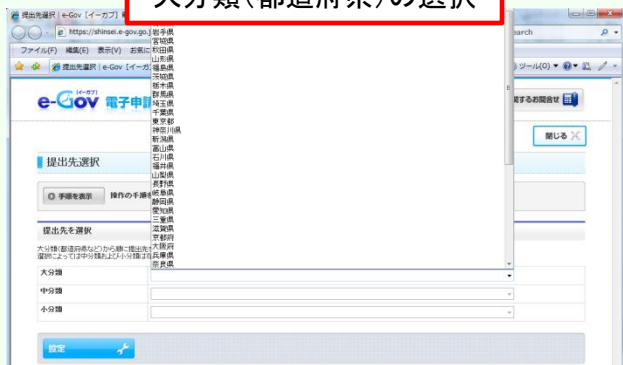 大分類（都道府県）の選択
提出先選択 | e-Gov【イーガブ】
https://shinsei.e-gov.go.j
earch
ファイル(F) 編集(E) 表示(V) お気に
提出先選択 | e-Gov【イーガ
ツール(O)
岩手県
宮城県
秋田県
山形県
福島県
茨城県
栃木県
群馬県
埼玉県
千葉県
東京都
神奈川県
新潟県
富山県
石川県
福井県
山梨県
長野県
岐阜県
静岡県
愛知県
三重県
滋賀県
京都府
大阪府
兵庫県
奈良県
(イーガブ)
e-Gov 電子申
関するお問合せ
閉じる
提出先選択
手順を表示 操作の手順
提出先を選択
大分類(都道府県など)から順に提出先
選択によっては中分類および小分類は
大分類
中分類
小分類
設定